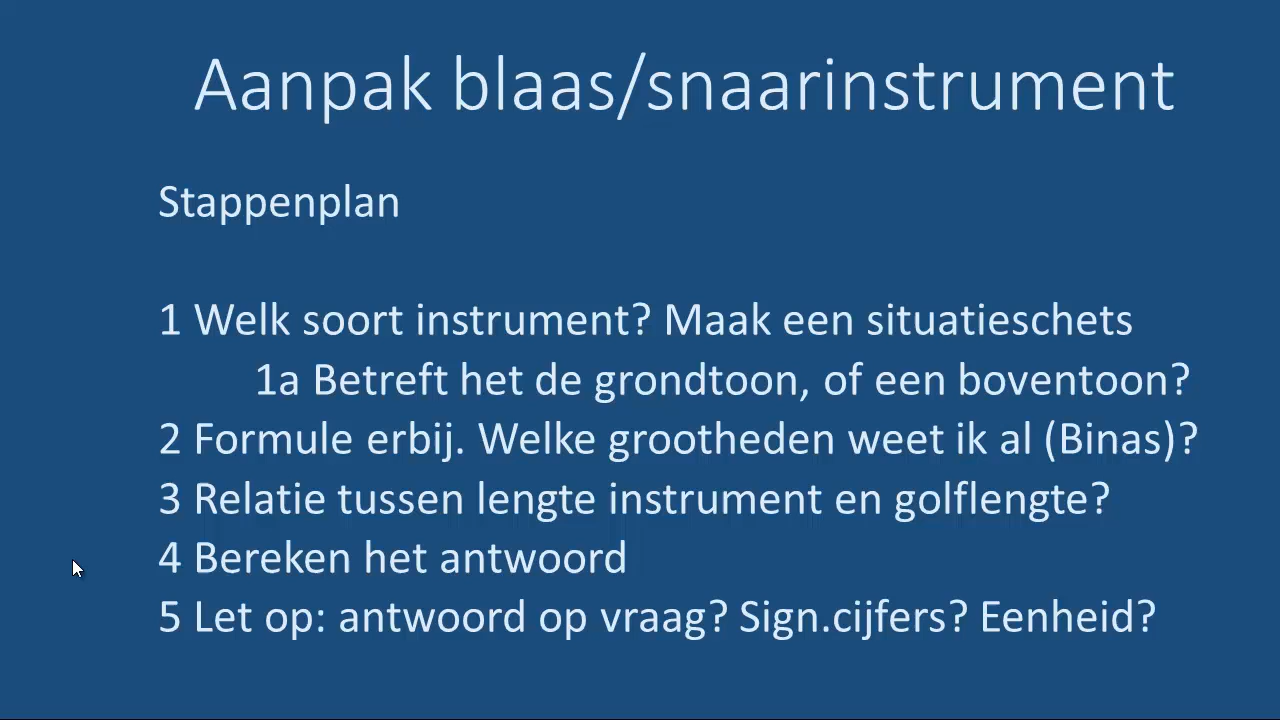 Aanpak blaas/snaarinstrument
Stappenplan
1 Welk soort instrument? Maak een situatieschets
1a Betreft het de grondtoon, of een boventoon?
2 Formule erbij. Welke grootheden weet ik al (Binas)?
3 Relatie tussen lengte instrument en golflengte?
4 Bereken het antwoord
5 Let op: antwoord op vraag? Sign.cijfers? Eenheid?